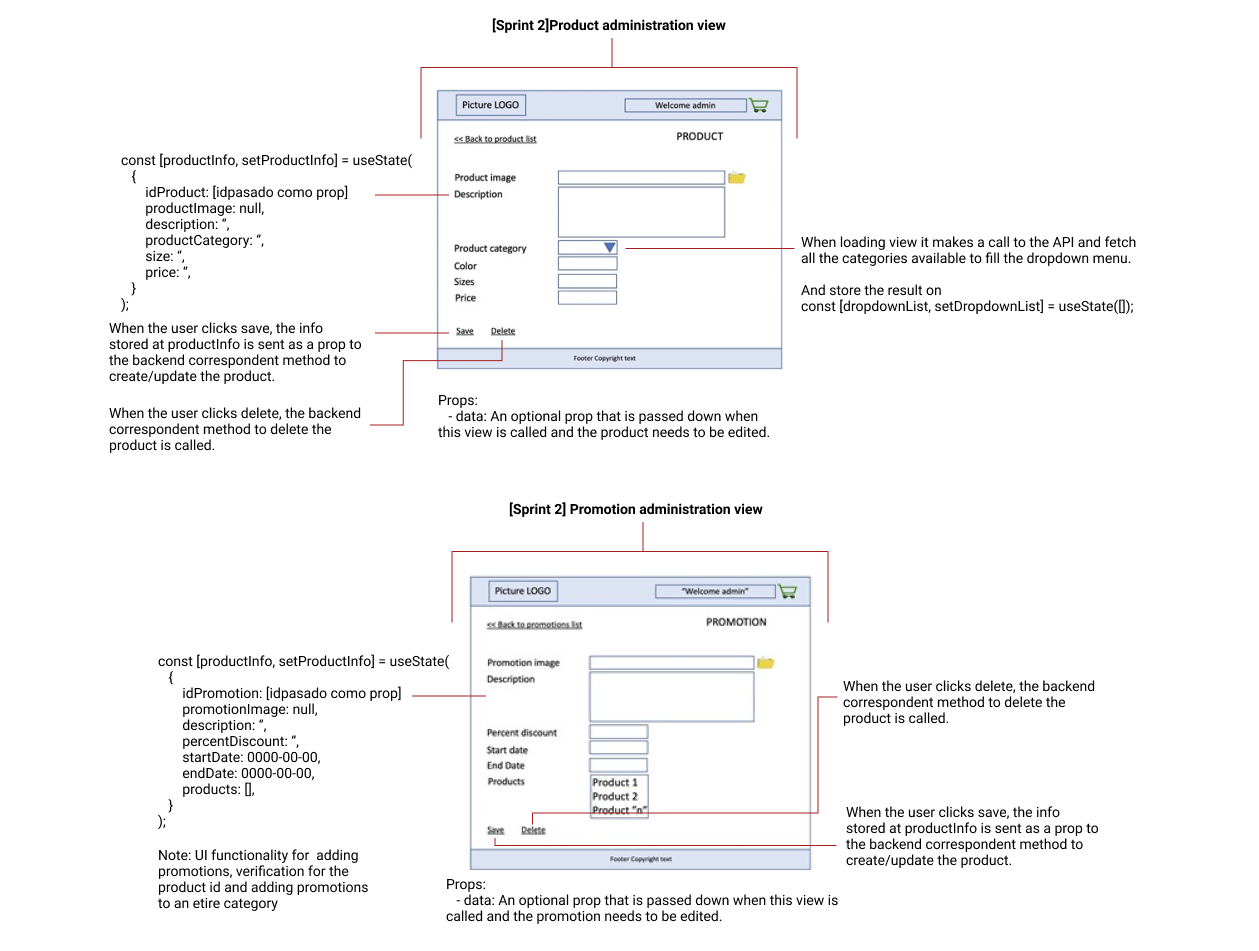 [Sprint 2]Product administration view
Picture LOGO
Welcome admin
<< Back to product list
PRODUCT
const [productInfo, setProductInfo] = useState(
{
idProduct: [idpasado como prop]
productImage: null,
description: ‘’,
productCategory: ‘’,
size: ‘’,
price: ‘’,
}
);
Product image
Description
Product category
Color
Sizes
Price
When loading view it makes a call to the API and fetch
all the categories available to fill the dropdown menu.
And store the result on
const [dropdownList, setDropdownList] = useState([]);
When the user clicks save, the info
stored at productInfo is sent as a prop to
the backend correspondent method to
create/update the product.
Save
Delete
Footer Copyright text
When the user clicks delete, the backend
correspondent method to delete the
product is called.
Props:
- data: An optional prop that is passed down when
this view is called and the product needs to be edited.
[Sprint 2] Promotion administration view
Picture LOGO
"Welcome admin"
<< Back to promotions list
PROMOTION
const [productInfo, setProductInfo] = useState(
{
idPromotion: [idpasado como prop]
promotionImage: null,
description: ‘’,
percentDiscount: ‘’,
startDate: 0000-00-00,
endDate: 0000-00-00,
products: [],
}
);
Promotion image
Description
Percent discount
Start date
End Date
Products
Product 1
Product 2
Product "n"
Save
Delete
Footer Copyright text
When the user clicks delete, the backend
correspondent method to delete the
product is called.
When the user clicks save, the info
stored at productInfo is sent as a prop to
the backend correspondent method to
create/update the product.
Note: UI functionality for  adding
promotions, verification for the
product id and adding promotions
to an etire category
Props:
- data: An optional prop that is passed down when this view is
called and the promotion needs to be edited.